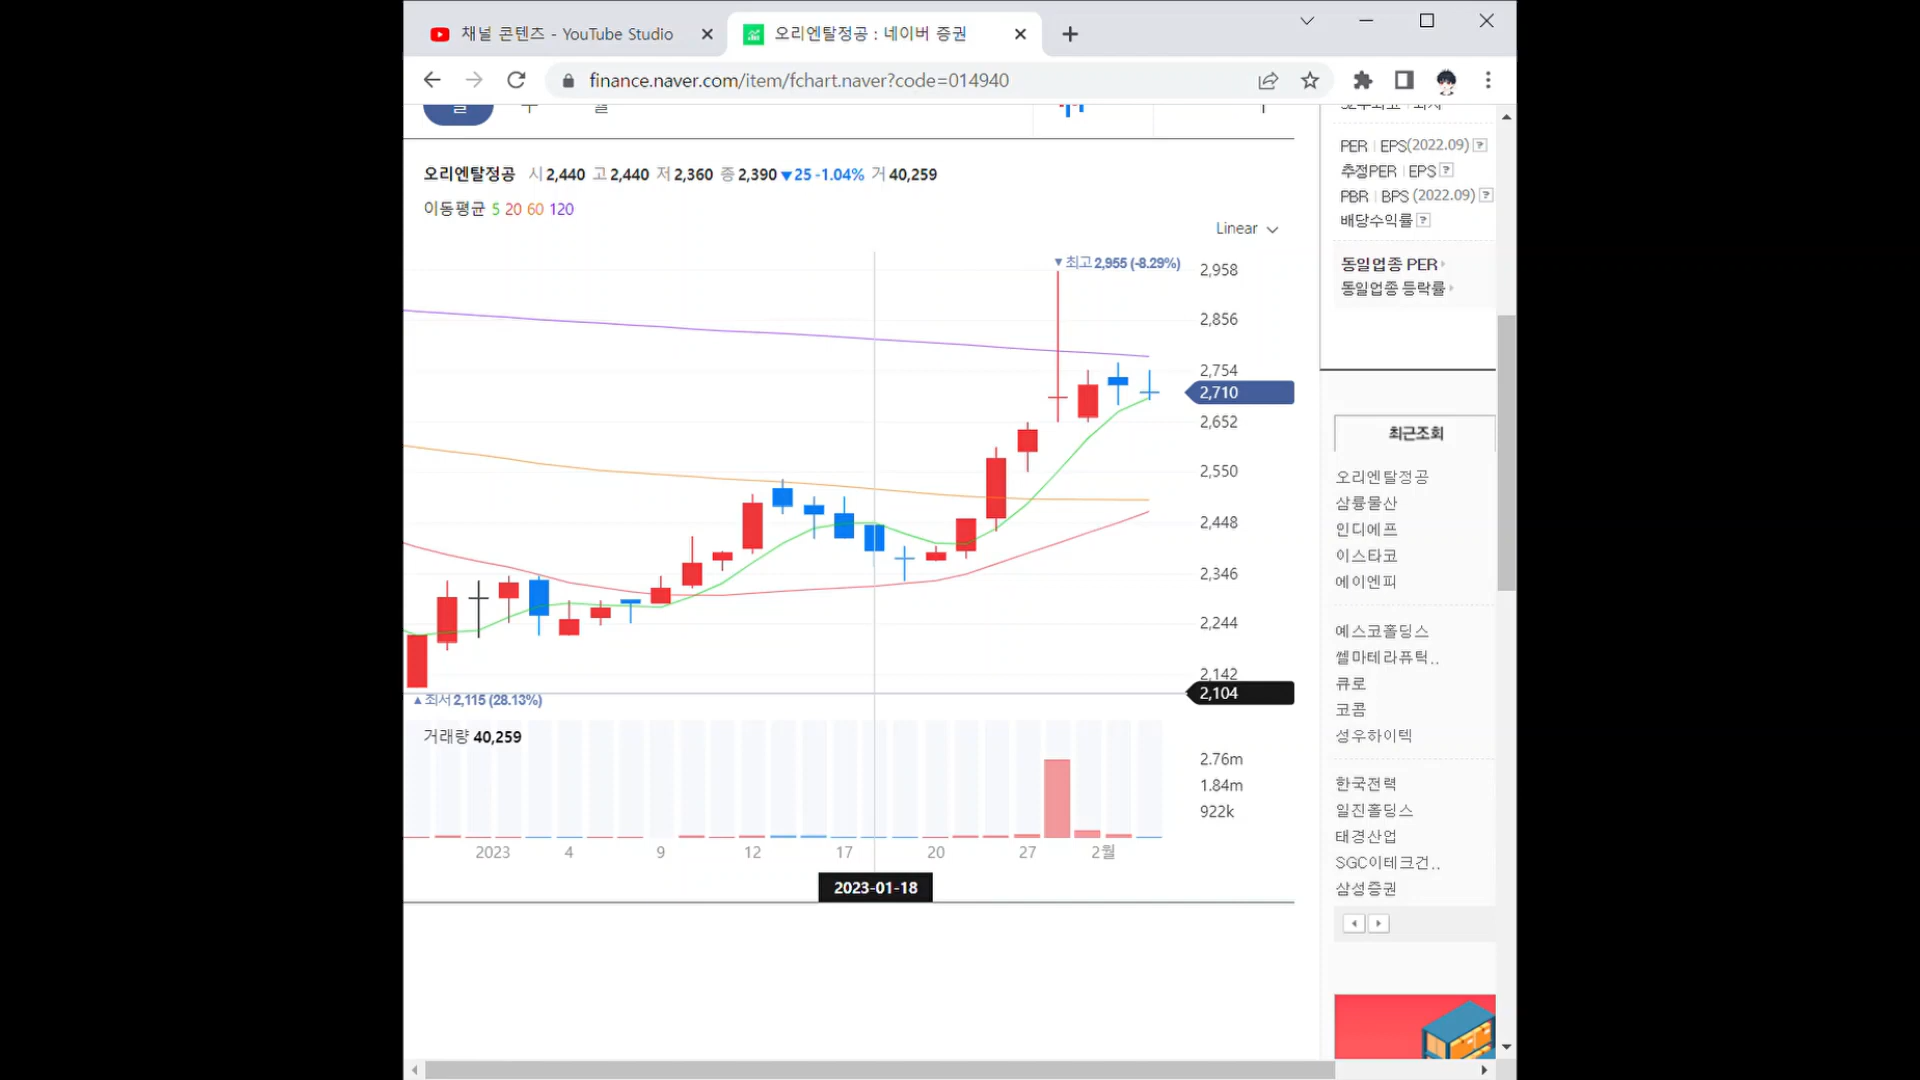 채널 콘텐츠 - YouTube Studio
오리엔탈정공 : 네이버 증권
finance.naver.com/item/fchart.naver?code=014940
오리엔탈정공 시 2,440 고 2,440 저 2,360 종 2,390 ▼25 -1.04% 거 40,259
이동평균 5 20 60 120
Linear
▼최고 2,955 (-8.29%)
2,958
2,856
2,754
2,710
2,652
2,550
2,448
2,346
2,244
2,142
2,104
▲최저 2,115 (28.13%)
거래량 40,259
2.76m
1.84m
922k
2023 4 9 12 17 20 27 2월
2023-01-18
PER | EPS(2022.09) ?
추정PER | EPS ?
PBR | BPS (2022.09) ?
배당수익률 ?
동일업종 PER
동일업종 등락률
최근조회
오리엔탈정공
삼륭물산
인디에프
이스타코
에이엔피
예스코홀딩스
쎌마테라퓨틱..
큐로
코콤
성우하이텍
한국전력
일진홀딩스
태경산업
SGC이테크건..
삼성증권